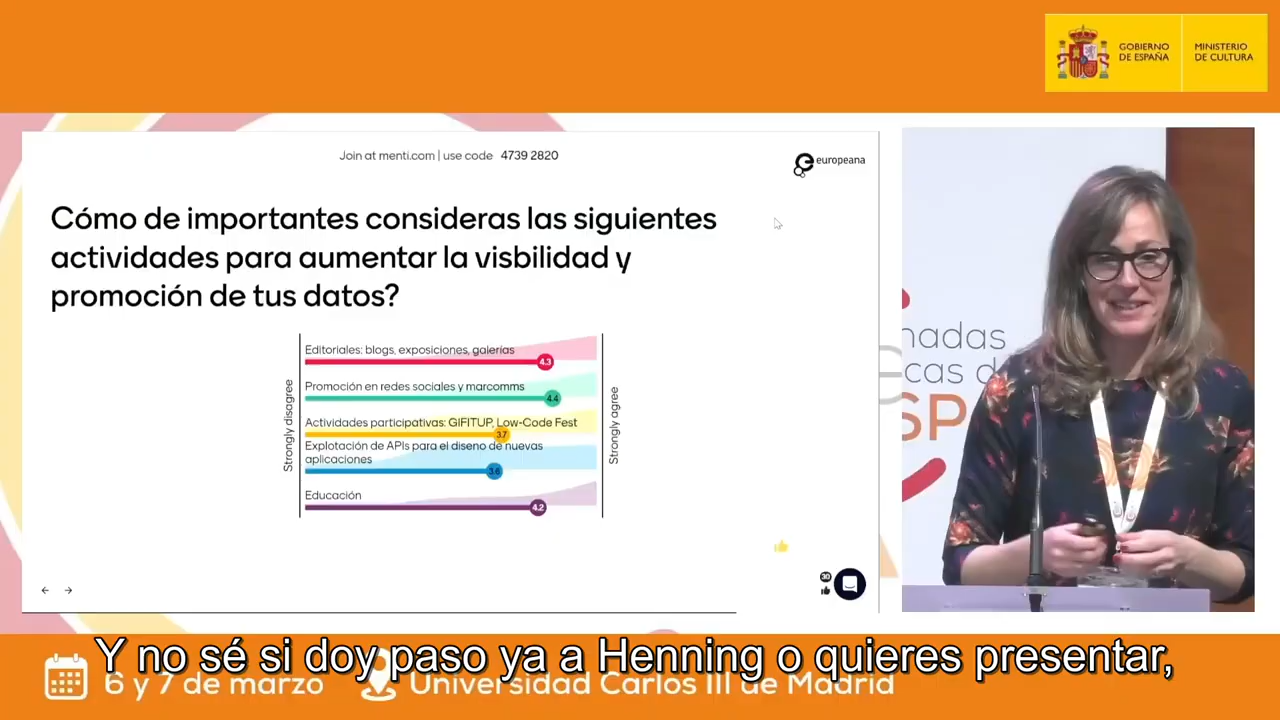 GOBIERNO
DE ESPAÑA
MINISTERIO
DE CULTURA
Join at menti.com | use code 4739 2820
europeana
Cómo de importantes consideras las siguientes
actividades para aumentar la visbilidad y
promoción de tus datos?
Strongly disagree
Editoriales: blogs, exposiciones, galerías
4.3
Promoción en redes sociales y marcomms
4.4
Actividades participativas: GIFITUP, Low-Code Fest
3.7
Explotación de APIs para el diseno de nuevas
aplicaciones
3.6
Educación
4.2
Strongly agree
30
nadas
cas d
SP
Y no sé si doy paso ya a Henning o quieres presentar,
6 y 7 de marzo
Universidad Carlos III de Madrid